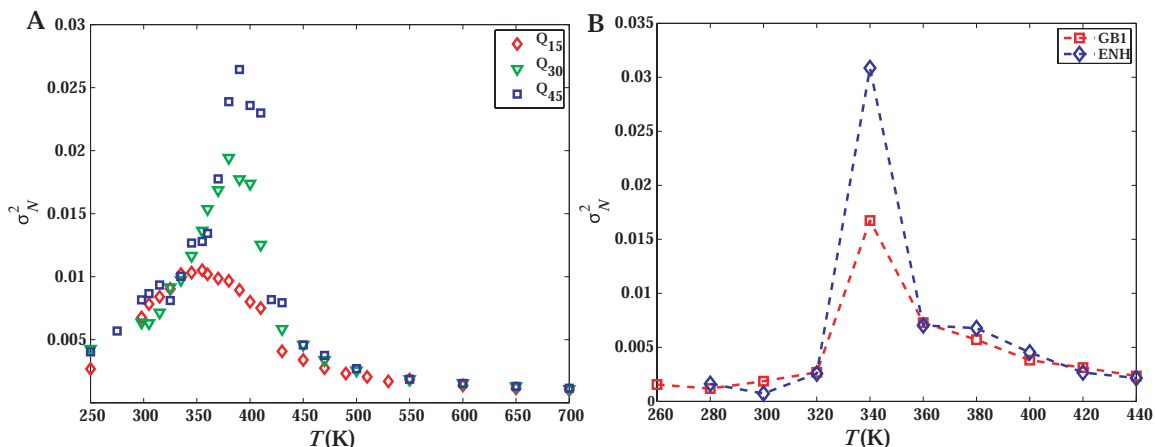 A
0.03
0.025
0.02
0.015
0.01
0.005
σ²_N
250 300 350 400 450 500 550 600 650 700
T(K)
Q₁₅
Q₃₀
Q₄₅
B
0.035
0.03
0.025
0.02
0.015
0.01
0.005
0
σ²_N
260 280 300 320 340 360 380 400 420 440
T(K)
GB1
ENH